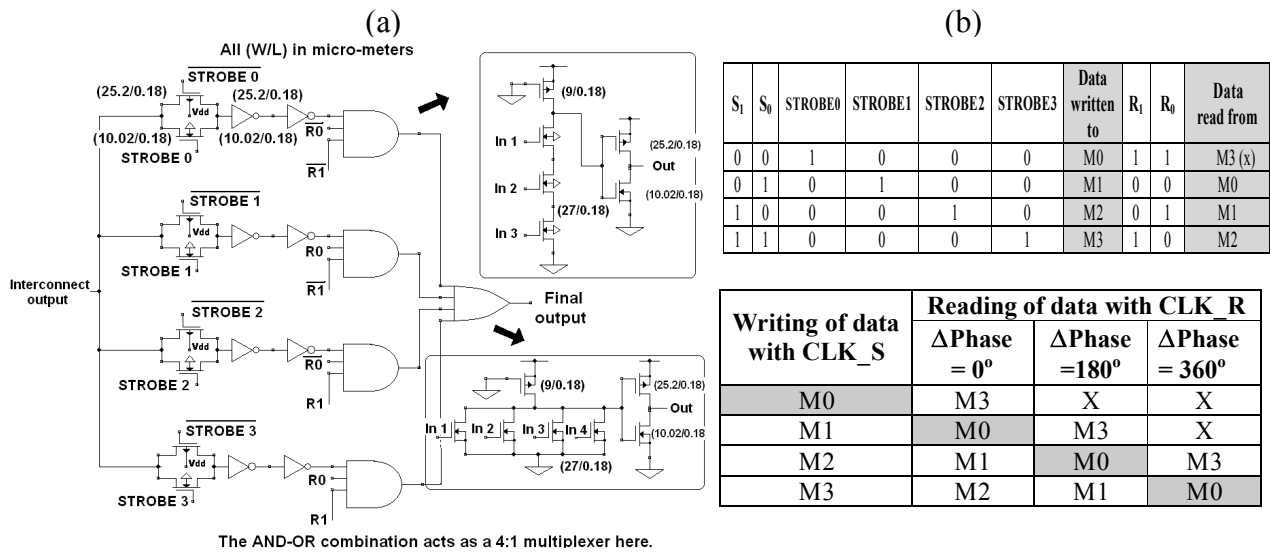 (a)
All (W/L) in micro-meters
STROBE 0
(25.2/0.18)
(25.2/0.18)
Vdd
(10.02/0.18)
(10.02/0.18)
STROBE 0
R0
R1
STROBE 1
Vdd
STROBE 1
R0
R1
Interconnect
output
STROBE 2
Vdd
STROBE 2
R0
R1
STROBE 3
Vdd
STROBE 3
R0
R1
(9/0.18)
In 1
In 2
In 3
(27/0.18)
(25.2/0.18)
Out
(10.02/0.18)
Final
output
(9/0.18)
In 1 In 2 In 3 In 4
(27/0.18)
(25.2/0.18)
Out
(10.02/0.18
The AND-OR combination acts as a 4:1 multiplexer here.
(b)
S1 S0 STROBE0 STROBE1 STROBE2 STROBE3 Data written to R1 R0 Data read from
0 0 1 0 0 0 M0 1 1 M3 (x)
0 1 0 1 0 0 M1 0 0 M0
1 0 0 0 1 0 M2 0 1 M1
1 1 0 0 0 1 M3 1 0 M2
Writing of data with CLK_S Reading of data with CLK_R
ΔPhase = 0° ΔPhase =180° ΔPhase = 360°
M0 M3 X X
M1 M0 M3 X
M2 M1 M0 M3
M3 M2 M1 M0